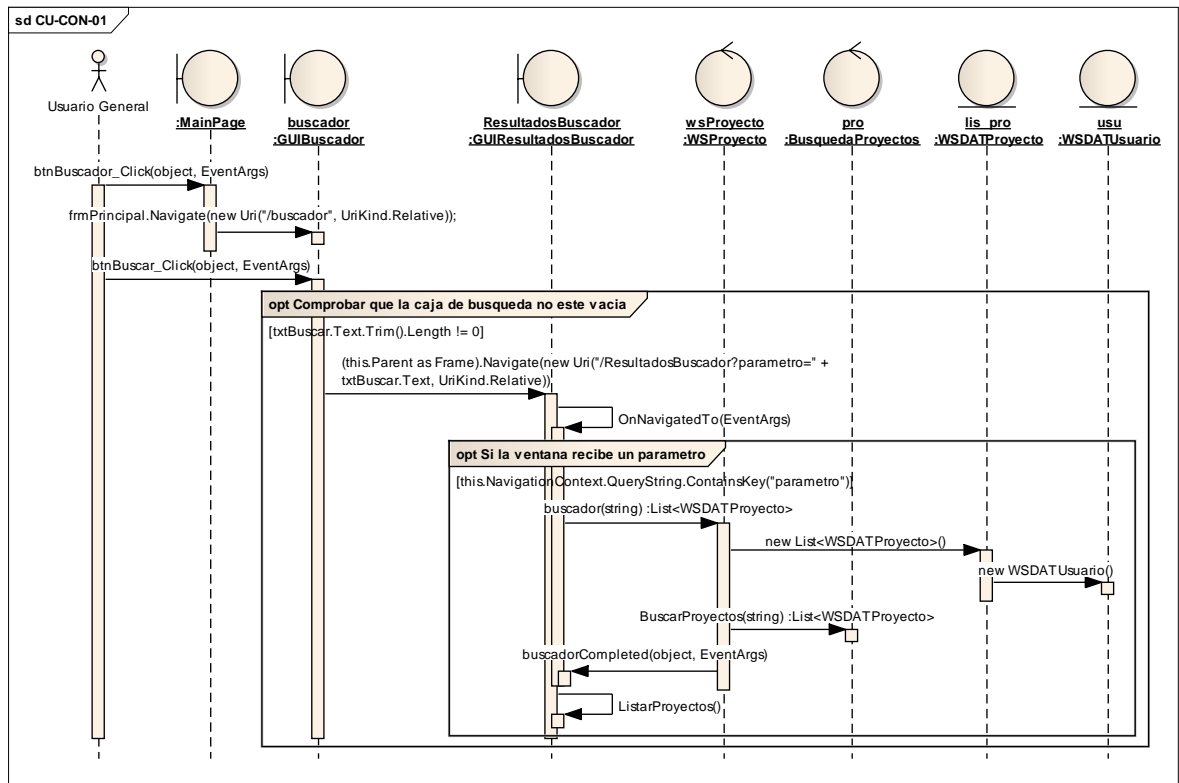 sd CU-CON-01
Usuario General
:MainPage
buscador
:GUIBuscador
ResultadosBuscador
:GUIResultadosBuscador
wsProyecto
:WSProyecto
pro
:BusquedaProyectos
lis_pro
:WSDATProyecto
usu
:WSDATUsuario
btnBuscador_Click(object, EventArgs)
frmPrincipal.Navigate(new Uri("/buscador", UriKind.Relative));
btnBuscar_Click(object, EventArgs)
opt Comprobar que la caja de busqueda no este vacia
[txtBuscar.Text.Trim().Length != 0]
(this.Parent as Frame).Navigate(new Uri("/ResultadosBuscador?parametro=" +
txtBuscar.Text, UriKind.Relative))
OnNavigatedTo(EventArgs)
opt Si la ventana recibe un parametro
[this.NavigationContext.QueryString.ContainsKey("parametro")]
buscador(string) :List<WSDATProyecto>
new List<WSDATProyecto>()
new WSDATUsuario()
BuscarProyectos(string) :List<WSDATProyecto>
buscadorCompleted(object, EventArgs)
ListarProyectos()